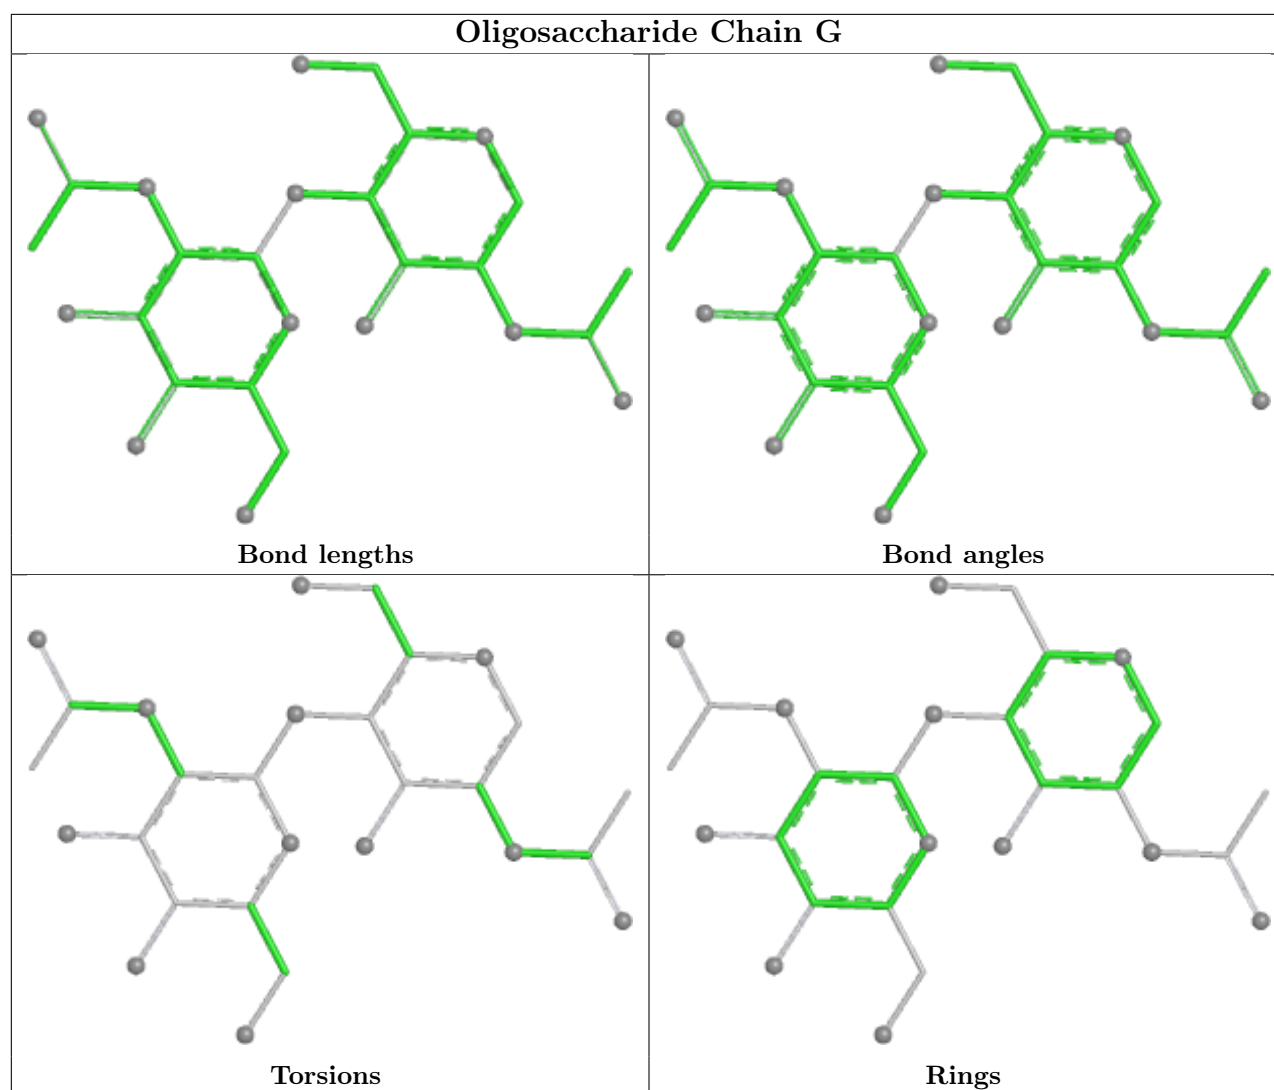 Oligosaccharide Chain G
Bond lengths
Bond angles
Torsions
Rings